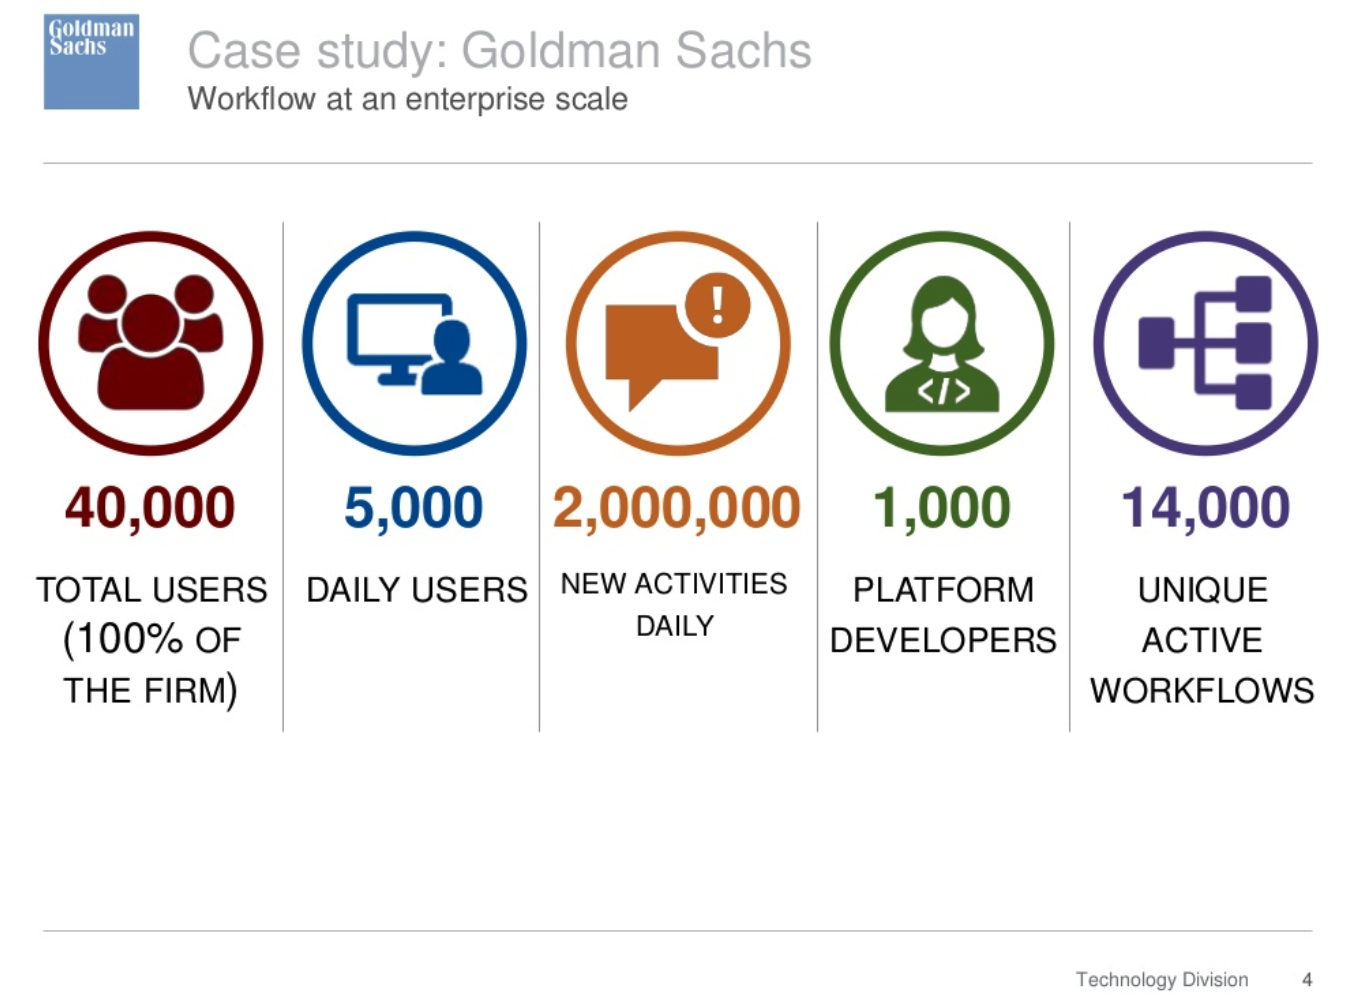 Goldman
Sachs
Case study: Goldman Sachs
Workflow at an enterprise scale
!
</>
40,000
TOTAL USERS
(100% OF
THE FIRM)
5,000
DAILY USERS
2,000,000
NEW ACTIVITIES
DAILY
1,000
PLATFORM
DEVELOPERS
14,000
UNIQUE
ACTIVE
WORKFLOWS
Technology Division 4